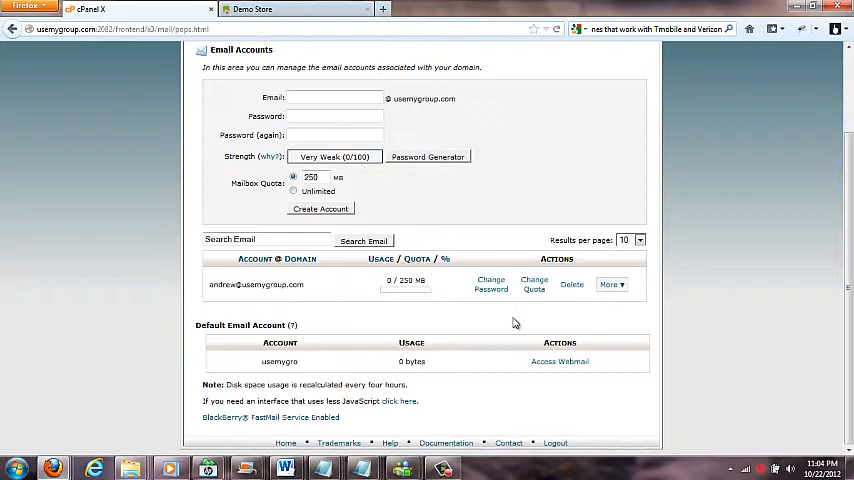 Firefox
cPanel X
Demo Store
usemygroup.com:2082/frontend/x3/mail/pops.html
nes that work with Tmobile and Verizon
Email Accounts
In this area you can manage the email accounts associated with your domain.
Email:
@ usemygroup.com
Password:
Password (again):
Strength (why?):
Very Weak (0/100)
Password Generator
Mailbox Quota:
250 MB
Unlimited
Create Account
Search Email
Search Email
Results per page: 10
ACCOUNT @ DOMAIN
USAGE / QUOTA / %
ACTIONS
andrew@usemygroup.com
0 / 250 MB
Change Password
Change Quota
Delete
More ▾
Default Email Account (?)
ACCOUNT
USAGE
ACTIONS
usemygro
0 bytes
Access Webmail
Note: Disk space usage is recalculated every four hours.
If you need an interface that uses less JavaScript click here.
BlackBerry® FastMail Service Enabled
Home
Trademarks
Help
Documentation
Contact
Logout
11:04 PM
10/22/2012